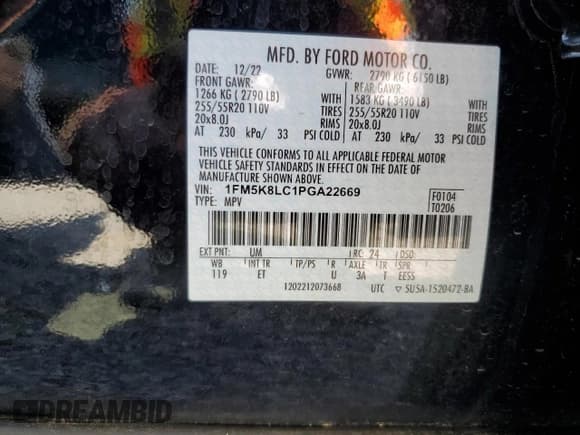 MFD. BY FORD MOTOR CO.
DATE: 12/22 GVWR: 2790 KG ( 6150 LB)
FRONT GAWR: REAR GAWR:
1266 KG ( 2790 LB) WITH 1583 KG ( 3490 LB) WITH
255/55R20 110V TIRES 255/55R20 110V TIRES
20x8.0J RIMS 20x8.0J RIMS
AT 230 kPa/ 33 PSI COLD AT 230 kPa/ 33 PSI COLD
THIS VEHICLE CONFORMS TO ALL APPLICABLE FEDERAL MOTOR
VEHICLE SAFETY STANDARDS IN EFFECT ON THE DATE OF
MANUFACTURE SHOWN ABOVE.
VIN: 1FM5K8LC1PGA22669 F0104
TYPE: MPV T0206
EXT PNT: UM RC: 24 DSO:
WB INT TR TP/PS R AXLE TR SPR
119 ET U 3A T EESS
1202212073668 UTC ▽ 5U5A-1520472-BA
DREAMBID